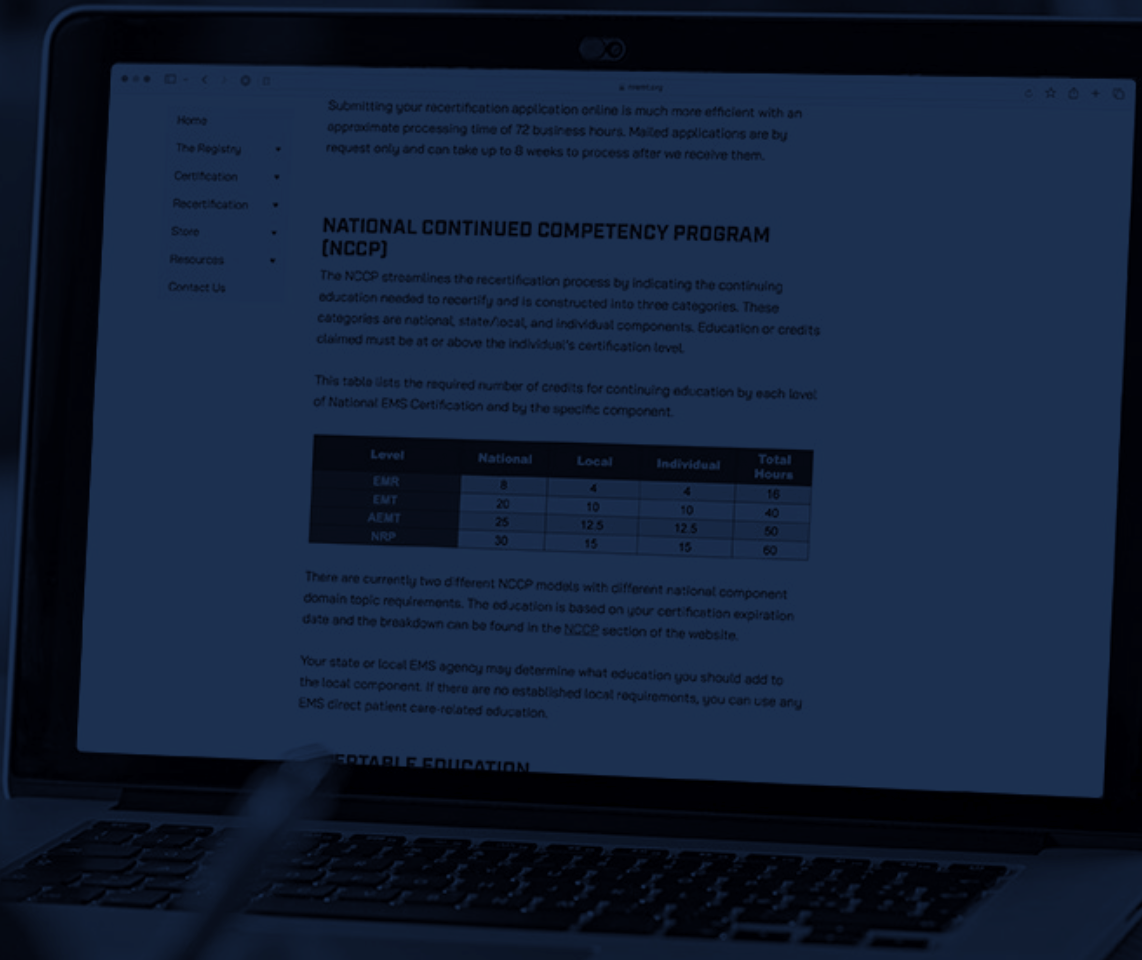 Home
The Registry
Certification
Recertification
Store
Resources
Contact Us
Submitting your recertification application online is much more efficient with an
approximate processing time of 72 business hours. Mailed applications are by
request only and can take up to 8 weeks to process after we receive them.
NATIONAL CONTINUED COMPETENCY PROGRAM
(NCCP)
The NCCP streamlines the recertification process by indicating the continuing
education needed to recertify and is constructed into three categories. These
categories are national, state/local, and individual components. Education or credits
claimed must be at or above the individual's certification level.
This table lists the required number of credits for continuing education by each level
of National EMS Certification and by the specific component.
Level National Local Individual Total Hours
EMR 8 4 4 16
EMT 20 10 10 40
AEMT 25 12.5 12.5 50
NRP 30 15 15 60
There are currently two different NCCP models with different national component
domain topic requirements. The education is based on your certification expiration
date and the breakdown can be found in the NCCP section of the website.
Your state or local EMS agency may determine what education you should add to
the local component. If there are no established local requirements, you can use any
EMS direct patient care-related education.
EDUCATION